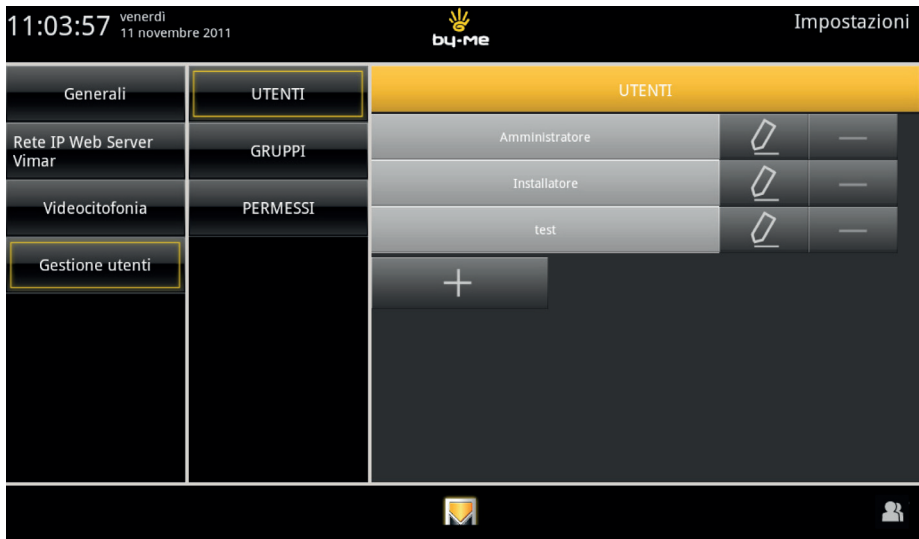 11:03:57 venerdì
11 novembre 2011
by-me
Impostazioni
Generali
Rete IP Web Server
Vimar
Videocitofonia
Gestione utenti
UTENTI
GRUPPI
PERMESSI
UTENTI
Amministratore
Installatore
test